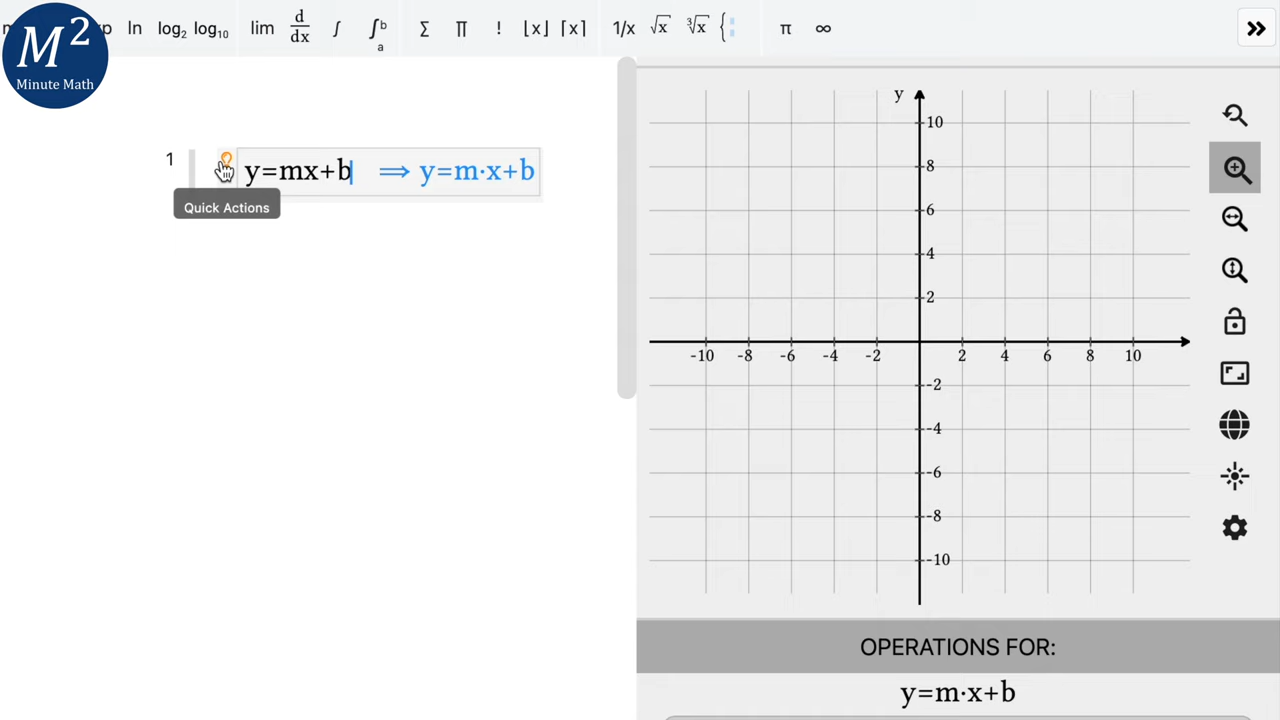 M²
Minute Math
ln log₂ log₁₀ lim d/dx ∫ ∫ᵇₐ Σ ∏ ! ⌊x⌋ ⌈x⌉ 1/x √x ∛x { π ∞
1 y=mx+b ⟹ y=m·x+b
Quick Actions
y
10
8
6
4
2
-10 -8 -6 -4 -2 2 4 6 8 10
-2
-4
-6
-8
-10
OPERATIONS FOR:
y=m·x+b